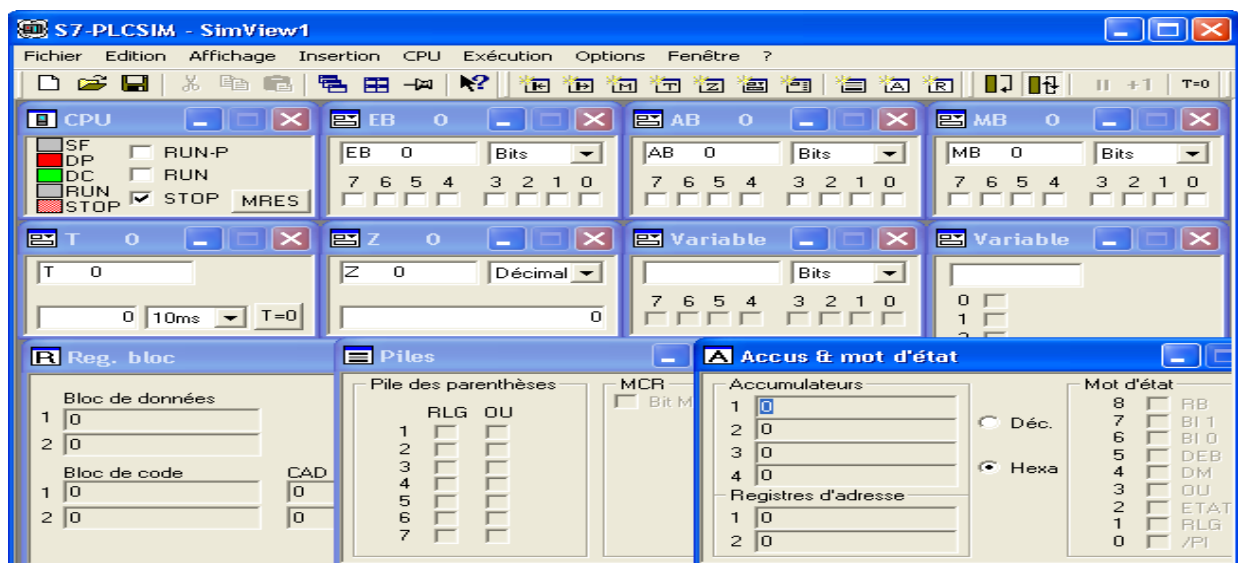 S7-PLCSIM - SimView1
Fichier Edition Affichage Insertion CPU Exécution Options Fenêtre ?
+1 T=0
CPU
SF
DP
DC
RUN
STOP
RUN-P
RUN
STOP
MRES
EB 0
EB 0 Bits
7 6 5 4 3 2 1 0
AB 0
AB 0 Bits
7 6 5 4 3 2 1 0
MB 0
MB 0 Bits
7 6 5 4 3 2 1 0
T 0
T 0
0 10ms T=0
Z 0
Z 0 Décimal
0
Variable
Bits
7 6 5 4 3 2 1 0
Variable
0
1
R Reg. bloc
Bloc de données
1 0
2 0
Bloc de code CAD
1 0 0
2 0 0
Piles
Pile des parenthèses
RLG OU
1
2
3
4
5
6
7
MCR
Bit M
A Accus & mot d'état
Accumulateurs
1 0
2 0
3 0
4 0
Registres d'adresse
1 0
2 0
Déc.
Hexa
Mot d'état
8 RB
7 BI 1
6 BI 0
5 DEB
4 DM
3 OU
2 ETAT
1 RLG
0 /PI